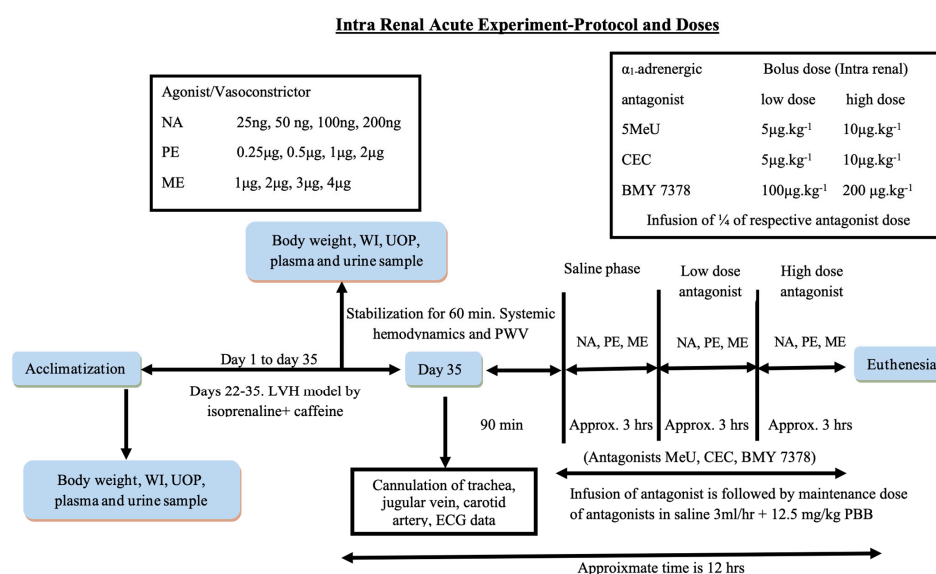 Intra Renal Acute Experiment-Protocol and Doses
Agonist/Vasoconstrictor
NA 25ng, 50 ng, 100ng, 200ng
PE 0.25µg, 0.5µg, 1µg, 2µg
ME 1µg, 2µg, 3µg, 4µg
α₁-adrenergic Bolus dose (Intra renal)
antagonist low dose high dose
5MeU 5µg.kg⁻¹ 10µg.kg⁻¹
CEC 5µg.kg⁻¹ 10µg.kg⁻¹
BMY 7378 100µg.kg⁻¹ 200 µg.kg⁻¹
Infusion of ¼ of respective antagonist dose
Body weight, WI, UOP,
plasma and urine sample
Stabilization for 60 min. Systemic
hemodynamics and PWV
Saline phase
Low dose
antagonist
High dose
antagonist
NA, PE, ME
NA, PE, ME
NA, PE, ME
Acclimatization
Day 1 to day 35
Days 22-35. LVH model by
isoprenaline+ caffeine
Day 35
Euthenesia
90 min
Approx. 3 hrs
Approx. 3 hrs
Approx. 3 hrs
(Antagonists MeU, CEC, BMY 7378)
Body weight, WI, UOP,
plasma and urine sample
Cannulation of trachea,
jugular vein, carotid
artery, ECG data
Infusion of antagonist is followed by maintenance dose
of antagonists in saline 3ml/hr + 12.5 mg/kg PBB
Approixmate time is 12 hrs